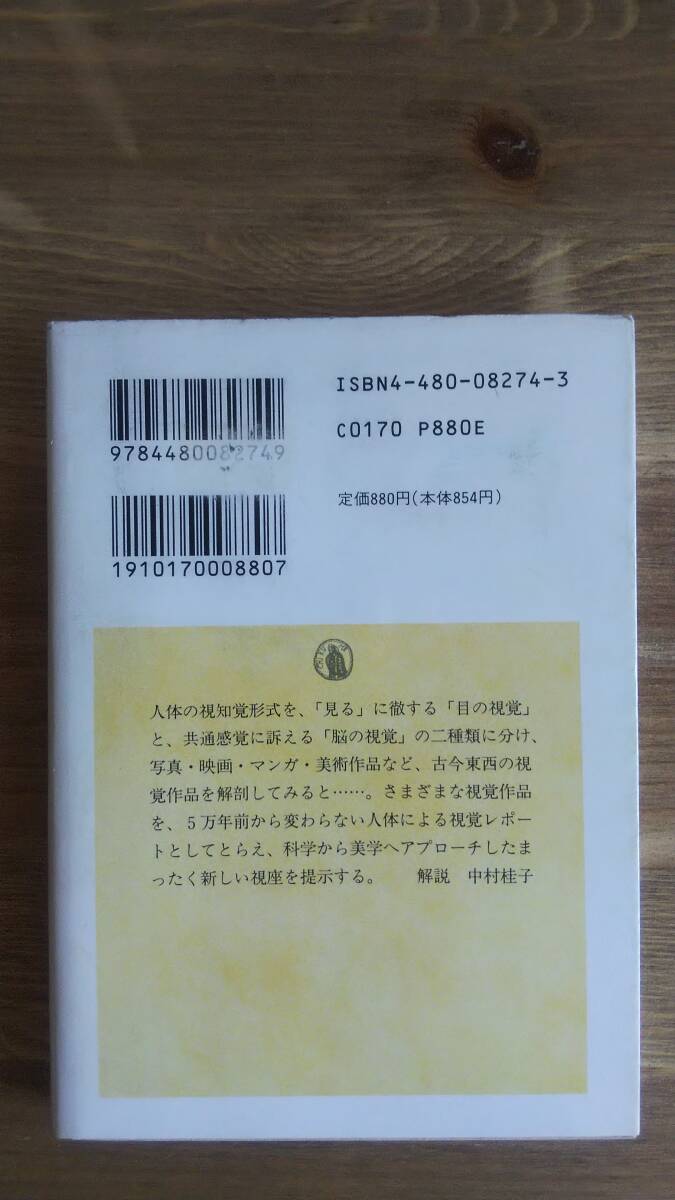 ISBN4-480-08274-3
9784480082749
C0170 P880E
定価880円(本体854円)
1910170008807
人体の視知覚形式を、「見る」に徹する「目の視覚」
と、共通感覚に訴える「脳の視覚」の二種類に分け、
写真・映画・マンガ・美術作品など、古今東西の視
覚作品を解剖してみると……。さまざまな視覚作品
を、5万年前から変わらない人体による視覚レポー
トとしてとらえ、科学から美学へアプローチしたま
ったく新しい視座を提示する。 解説 中村桂子